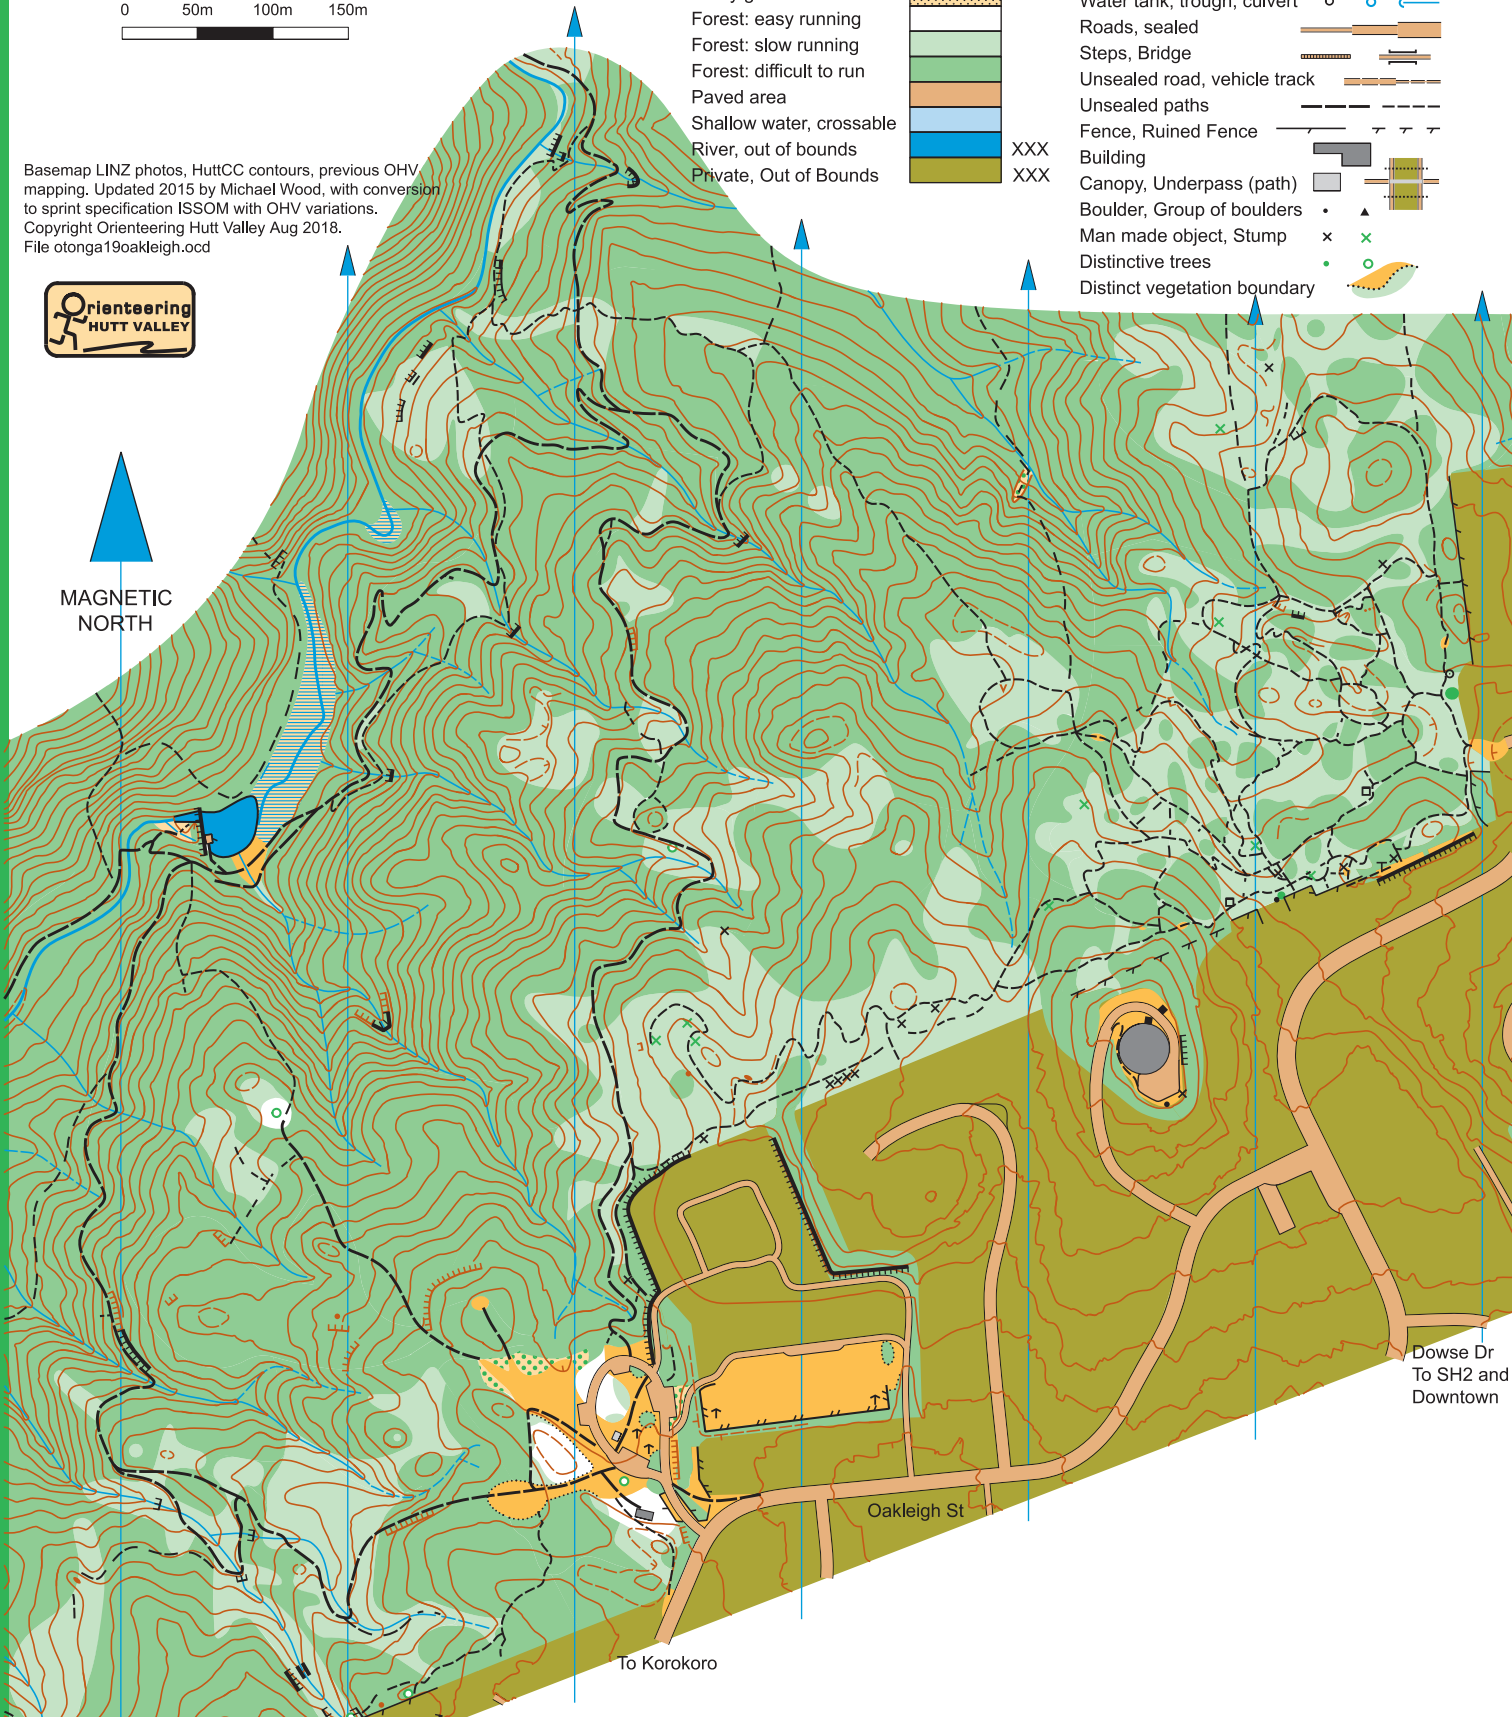 0 50m 100m 150m
Forest: easy running
Forest: slow running
Forest: difficult to run
Paved area
Shallow water, crossable
River, out of bounds XXX
Private, Out of Bounds XXX
Water tank, trough, culvert
Roads, sealed
Steps, Bridge
Unsealed road, vehicle track
Unsealed paths
Fence, Ruined Fence
Building
Canopy, Underpass (path)
Boulder, Group of boulders
Man made object, Stump
Distinctive trees
Distinct vegetation boundary
Basemap LINZ photos, HuttCC contours, previous OHV
mapping. Updated 2015 by Michael Wood, with conversion
to sprint specification ISSOM with OHV variations.
Copyright Orienteering Hutt Valley Aug 2018.
File otonga19oakleigh.ocd
Orienteering
HUTT VALLEY
MAGNETIC
NORTH
Dowse Dr
To SH2 and
Downtown
Oakleigh St
To Korokoro